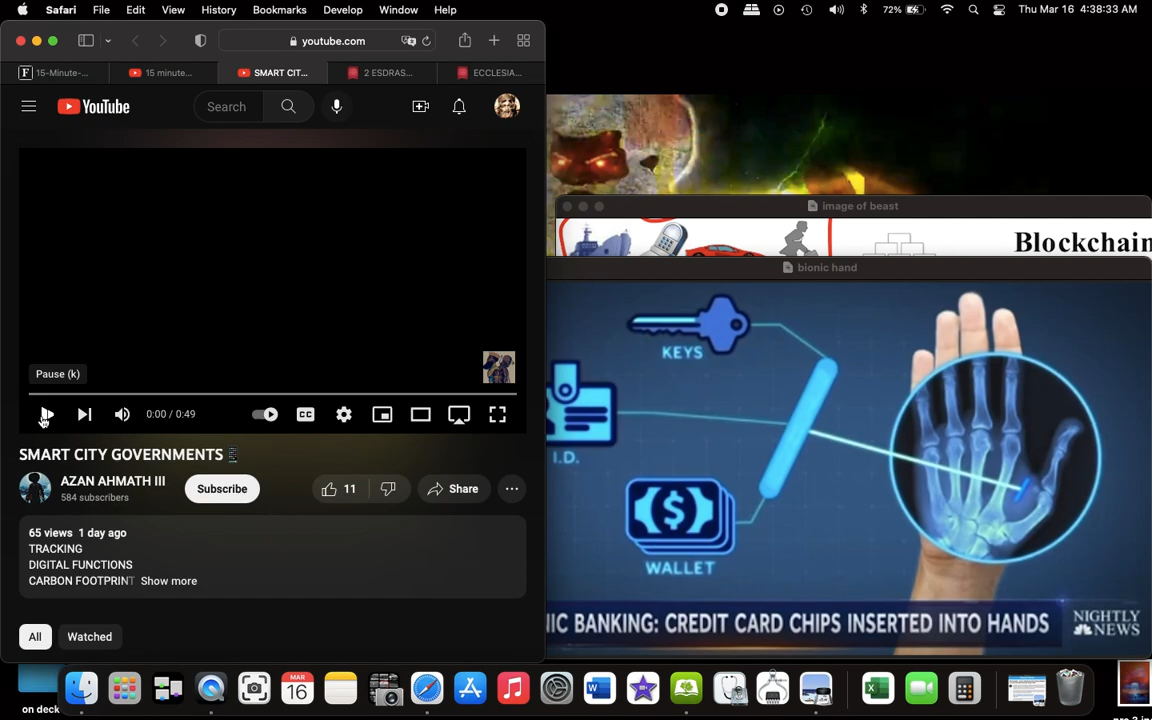 Safari File Edit View History Bookmarks Develop Window Help 72% Thu Mar 16 4:38:33 AM
youtube.com
F 15-Minute-... 15 minute... SMART CIT... 2 ESDRAS... ECCLESIA...
YouTube Search
image of beast
Blockchain
bionic hand
KEYS
I.D.
WALLET
IC BANKING: CREDIT CARD CHIPS INSERTED INTO HANDS
NIGHTLY
NEWS
Pause (k)
CC
0:00 / 0:49
SMART CITY GOVERNMENTS
AZAN AHMATH III
584 subscribers
Subscribe
11
Share
65 views 1 day ago
TRACKING
DIGITAL FUNCTIONS
CARBON FOOTPRINT Show more
All Watched
MAR
16
on deck